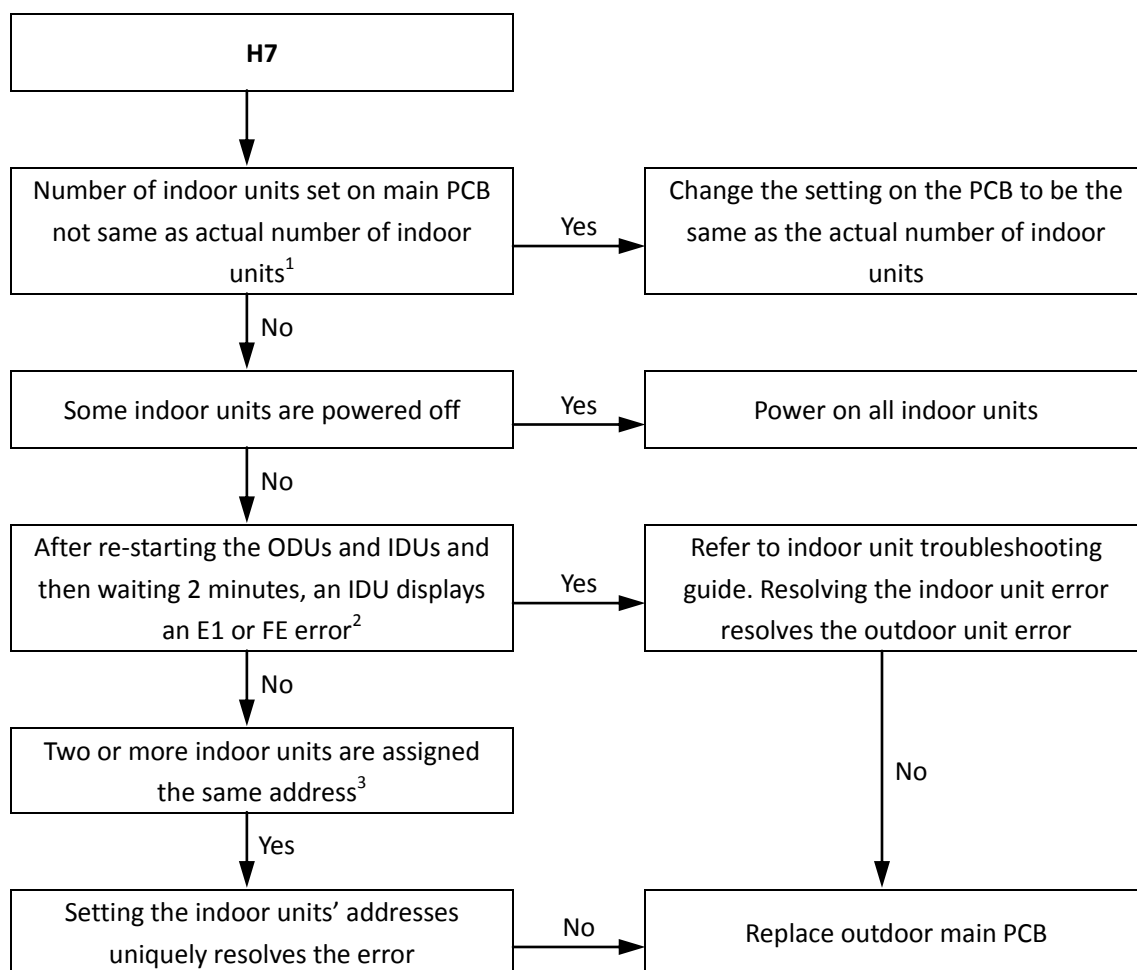 H7
Number of indoor units set on main PCB
not same as actual number of indoor
units¹
Yes
Change the setting on the PCB to be the
same as the actual number of indoor
units
No
Some indoor units are powered off
Yes
Power on all indoor units
No
After re-starting the ODUs and IDUs and
then waiting 2 minutes, an IDU displays
an E1 or FE error²
Yes
Refer to indoor unit troubleshooting
guide. Resolving the indoor unit error
resolves the outdoor unit error
No
Two or more indoor units are assigned
the same address³
No
Yes
Setting the indoor units’ addresses
uniquely resolves the error
No
Replace outdoor main PCB